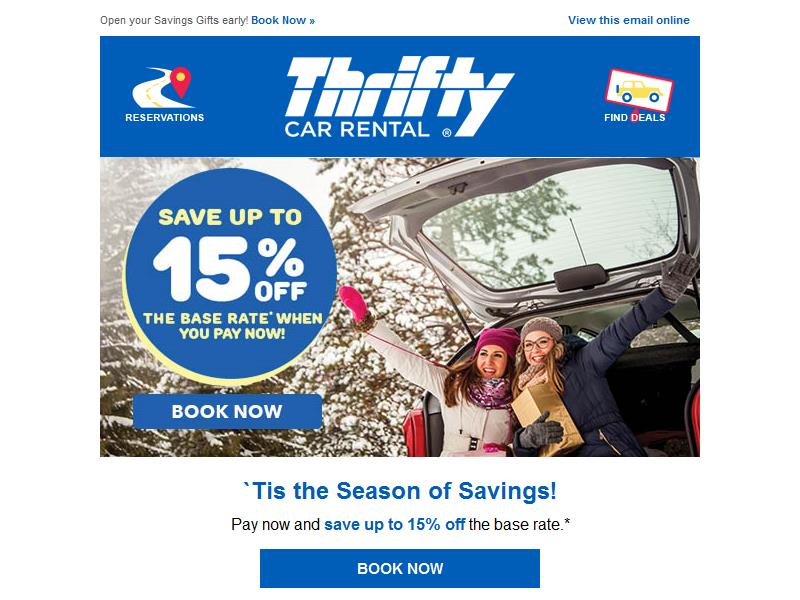 Open your Savings Gifts early! Book Now »
View this email online
RESERVATIONS
Thrifty
CAR RENTAL ®
FIND DEALS
SAVE UP TO
15% OFF
THE BASE RATE* WHEN
YOU PAY NOW!
BOOK NOW
`Tis the Season of Savings!
Pay now and save up to 15% off the base rate.*
BOOK NOW